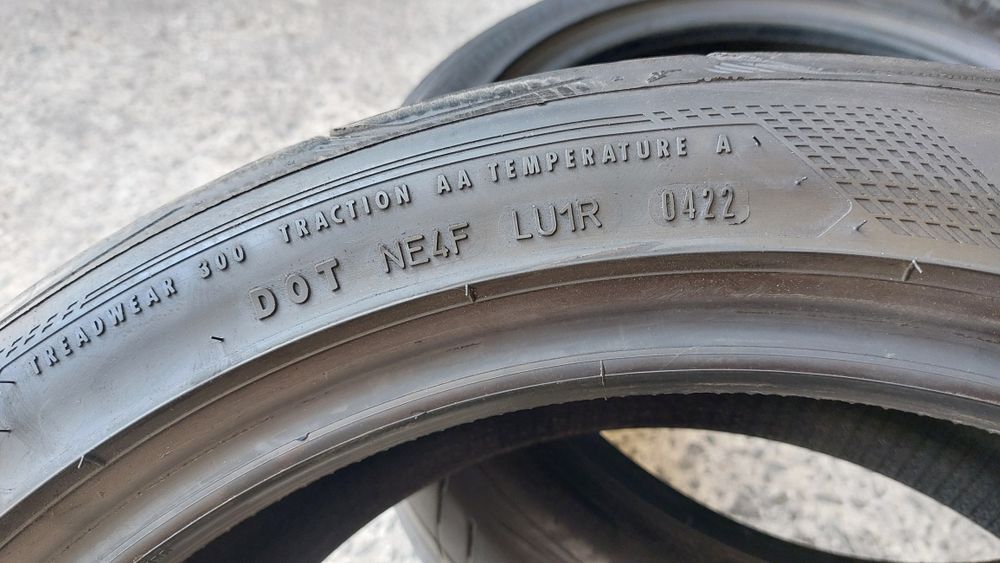 TREADWEAR 300 TRACTION AA TEMPERATURE A
DOT NE4F LU1R 0422